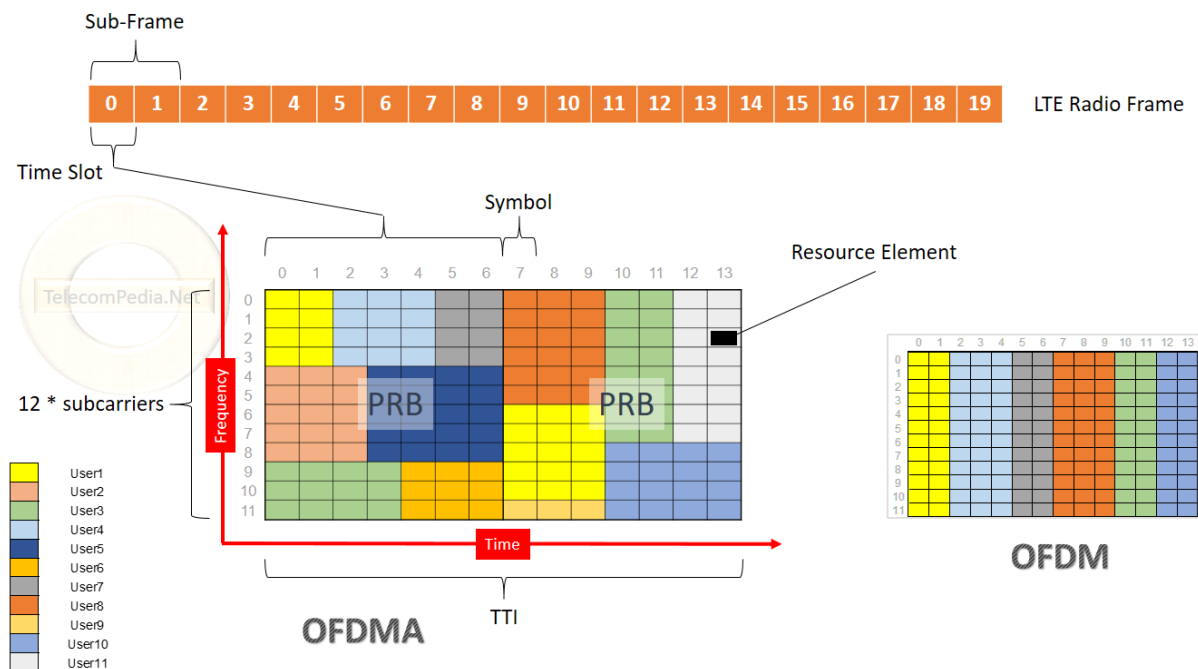 Sub-Frame
0 1 2 3 4 5 6 7 8 9 10 11 12 13 14 15 16 17 18 19
LTE Radio Frame
Time Slot
Symbol
Resource Element
TelecomPedia.Net
0 1 2 3 4 5 6 7 8 9 10 11 12 13
0
1
2
3
4
5
6
7
8
9
10
11
PRB
PRB
12 * subcarriers
Frequency
Time
TTI
OFDMA
User1
User2
User3
User4
User5
User6
User7
User8
User9
User10
User11
0 1 2 3 4 5 6 7 8 9 10 11 12 13
0
1
2
3
4
5
6
7
8
9
10
11
OFDM